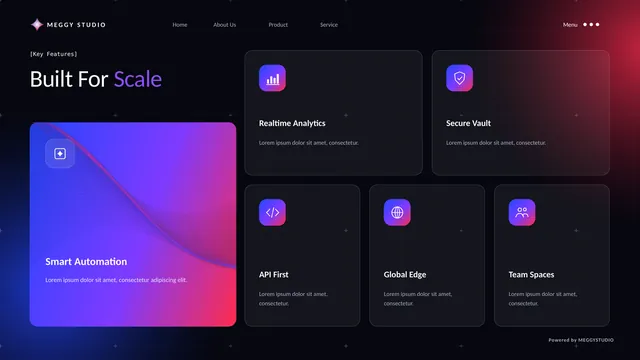 MEGGY STUDIO
Home
About Us
Product
Service
Menu
[Key Features]
Built For Scale
Smart Automation
Lorem ipsum dolor sit amet, consectetur adipiscing elit.
Realtime Analytics
Lorem ipsum dolor sit amet, consectetur.
Secure Vault
Lorem ipsum dolor sit amet, consectetur.
API First
Lorem ipsum dolor sit amet,
consectetur.
Global Edge
Lorem ipsum dolor sit amet,
consectetur.
Team Spaces
Lorem ipsum dolor sit amet,
consectetur.
Powered by MEGGYSTUDIO